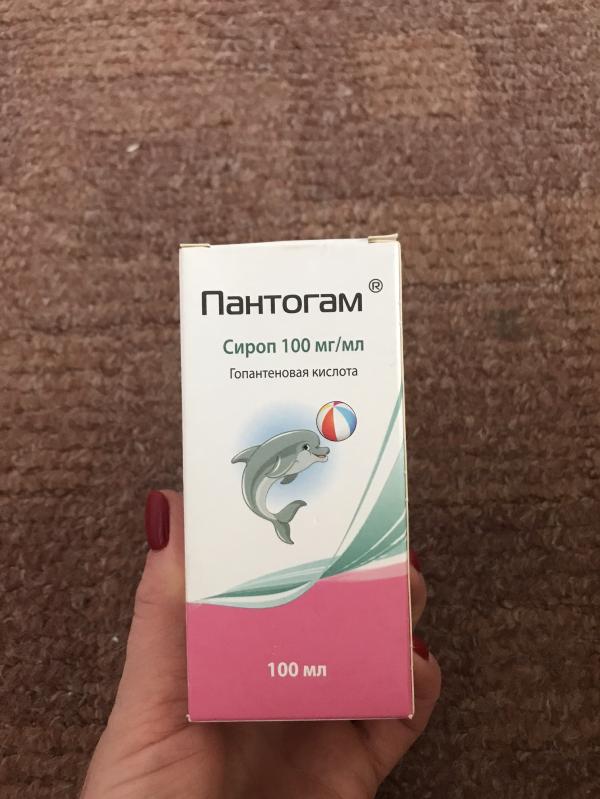 Пантогам ®
Сироп 100 мг/мл
Гопантеновая кислота
100 мл